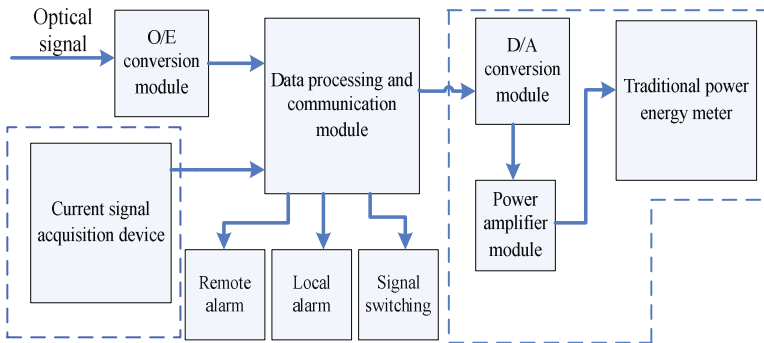 Optical
signal
O/E
conversion
module
Data processing and
communication
module
D/A
conversion
module
Traditional power
energy meter
Current signal
acquisition device
Power
amplifier
module
Remote
alarm
Local
alarm
Signal
switching